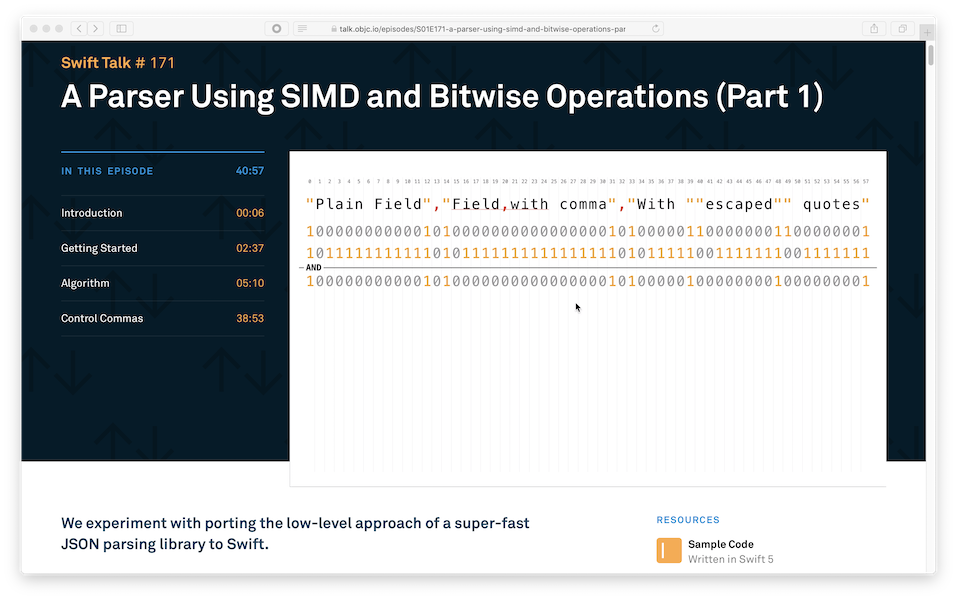 talk.objc.io/episodes/S01E171-a-parser-using-simd-and-bitwise-operations-par
Swift Talk # 171
A Parser Using SIMD and Bitwise Operations (Part 1)
IN THIS EPISODE 40:57
Introduction 00:06
Getting Started 02:37
Algorithm 05:10
Control Commas 38:53
0 1 2 3 4 5 6 7 8 9 10 11 12 13 14 15 16 17 18 19 20 21 22 23 24 25 26 27 28 29 30 31 32 33 34 35 36 37 38 39 40 41 42 43 44 45 46 47 48 49 50 51 52 53 54 55 56 57
"Plain Field","Field,with comma","With ""escaped"" quotes"
1000000000001010000000000000000101000001100000001100000001
1011111111111010111111111111111101011111001111111001111111
AND
1000000000001010000000000000000101000001000000001000000001
We experiment with porting the low-level approach of a super-fast
JSON parsing library to Swift.
RESOURCES
Sample Code
Written in Swift 5